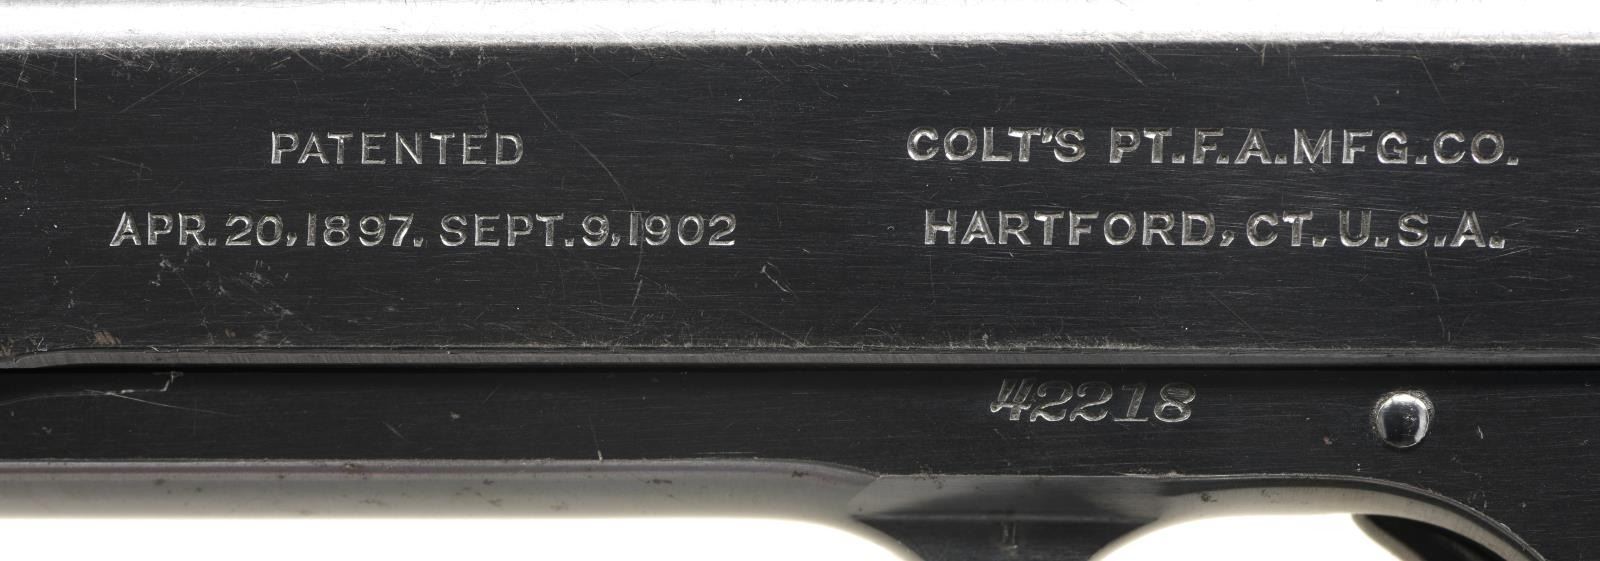 PATENTED
APR. 20, 1897. SEPT. 9, 1902
COLT'S PT. F. A. MFG. CO.
HARTFORD, CT. U. S. A.
42218